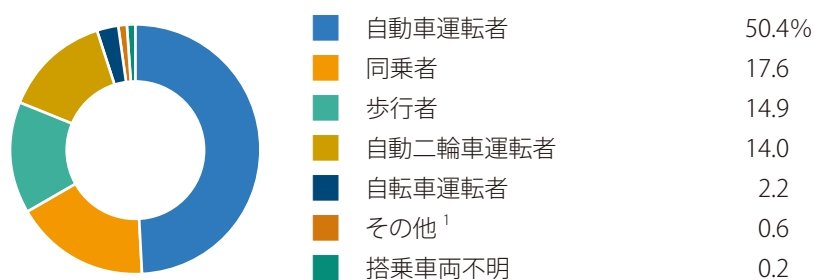 自動車運転者 50.4%
同乗者 17.6
歩行者 14.9
自動二輪車運転者 14.0
自転車運転者 2.2
その他 1 0.6
搭乗車両不明 0.2